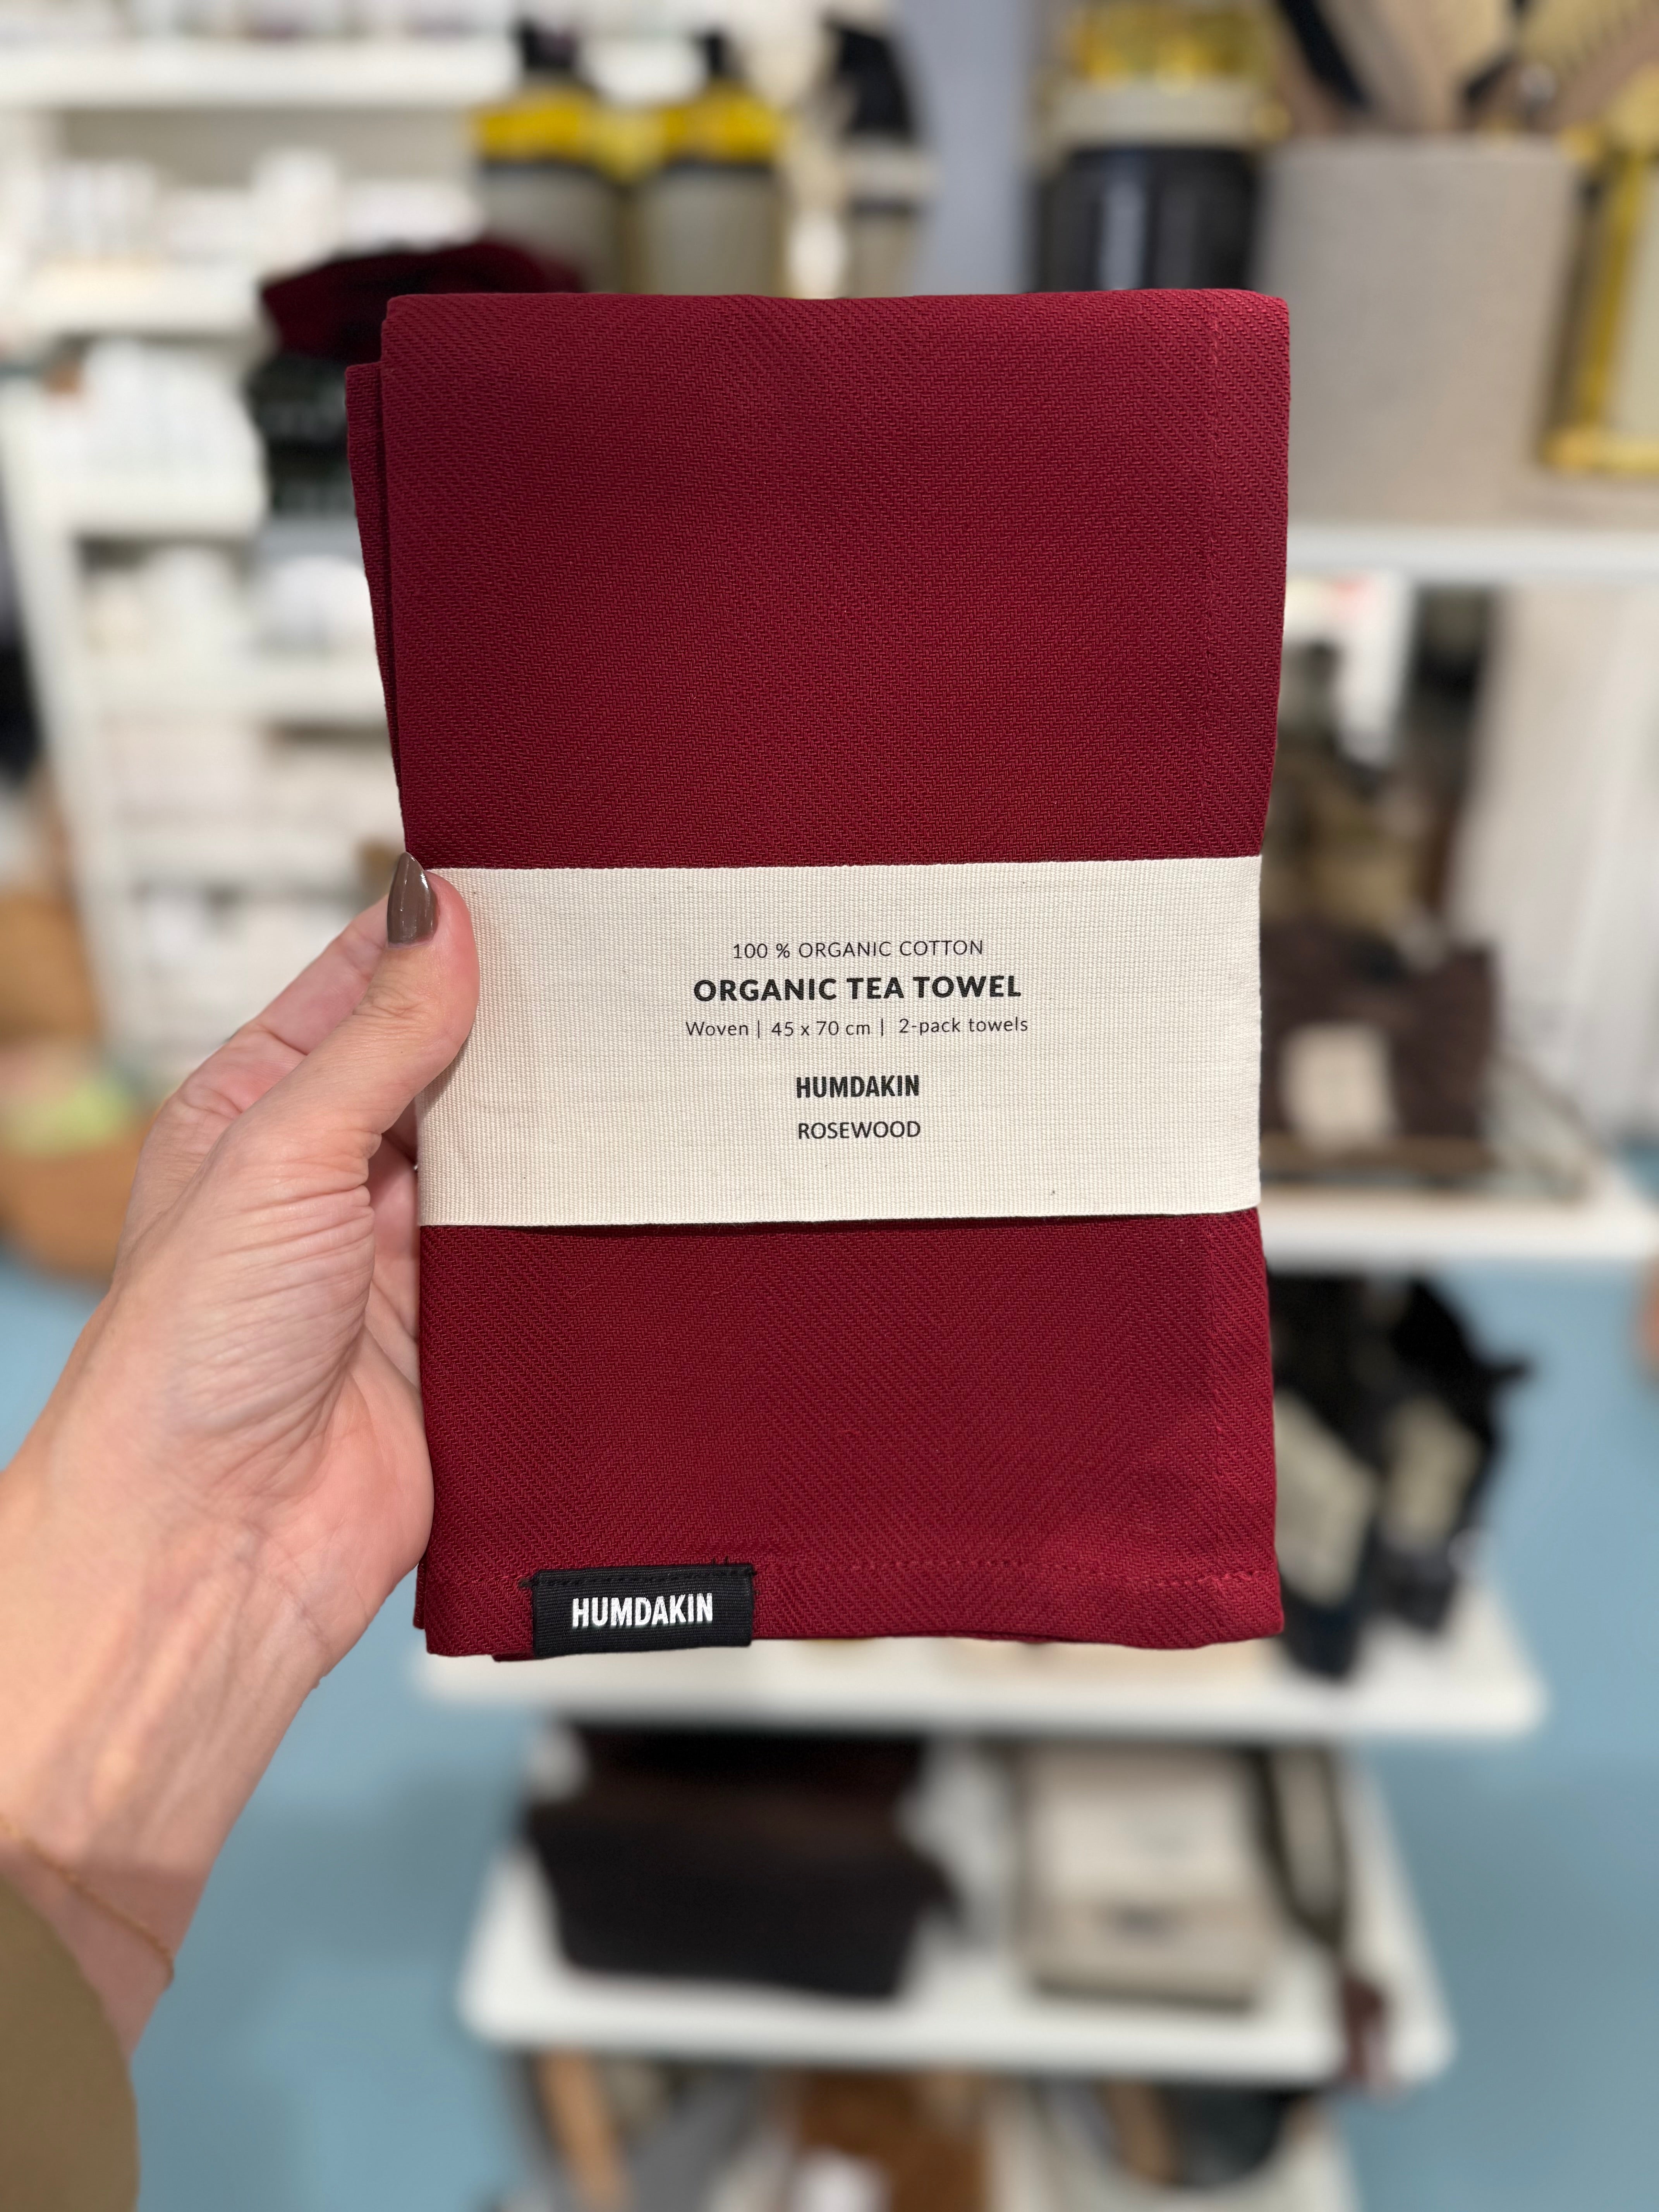 100 % ORGANIC COTTON
ORGANIC TEA TOWEL
Woven | 45 x 70 cm | 2-pack towels
HUMDAKIN
ROSEWOOD
HUMDAKIN